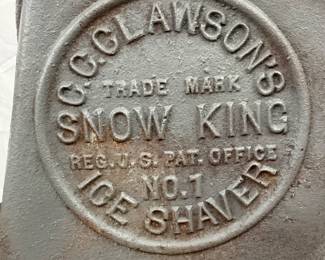 C.C.CLAWSON'S
TRADE MARK
SNOW KING
REG. U.S. PAT. OFFICE
NO.1
ICE SHAVER